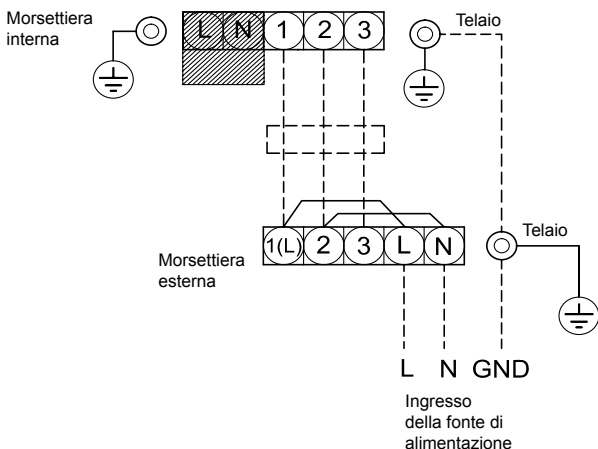 Morsettiera
interna
L N 1 2 3
Telaio
1(L) 2 3 L N
Telaio
Morsettiera
esterna
L N GND
Ingresso
della fonte di
alimentazione